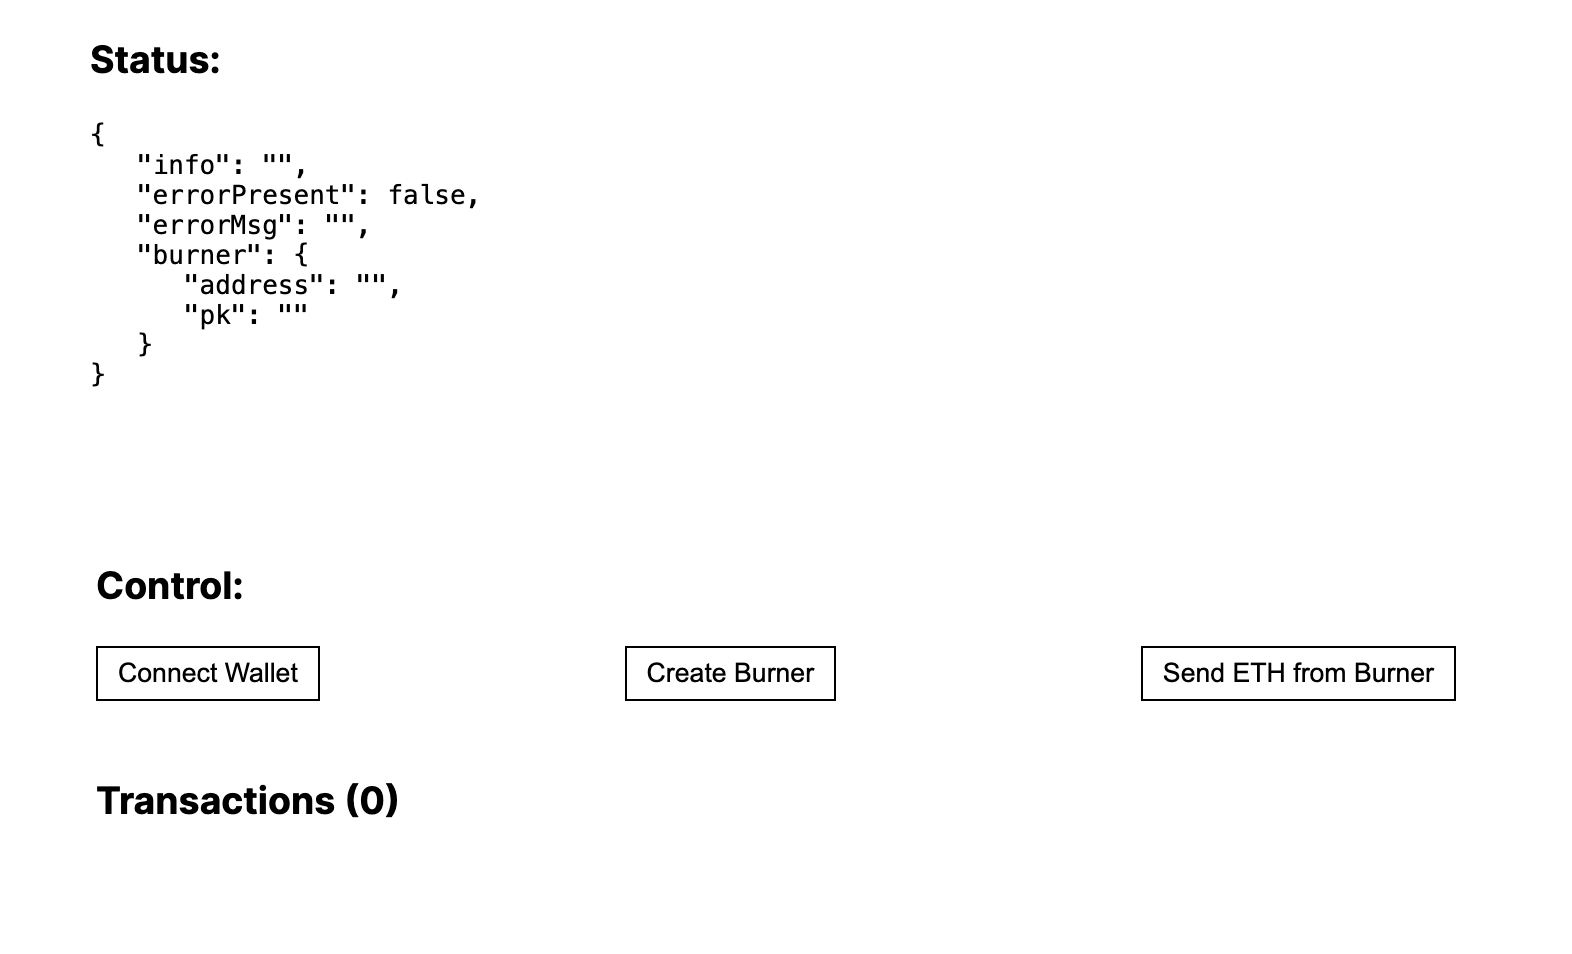 Status:
{
   "info": "",
   "errorPresent": false,
   "errorMsg": "",
   "burner": {
      "address": "",
      "pk": ""
   }
}
Control:
Connect Wallet
Create Burner
Send ETH from Burner
Transactions (0)